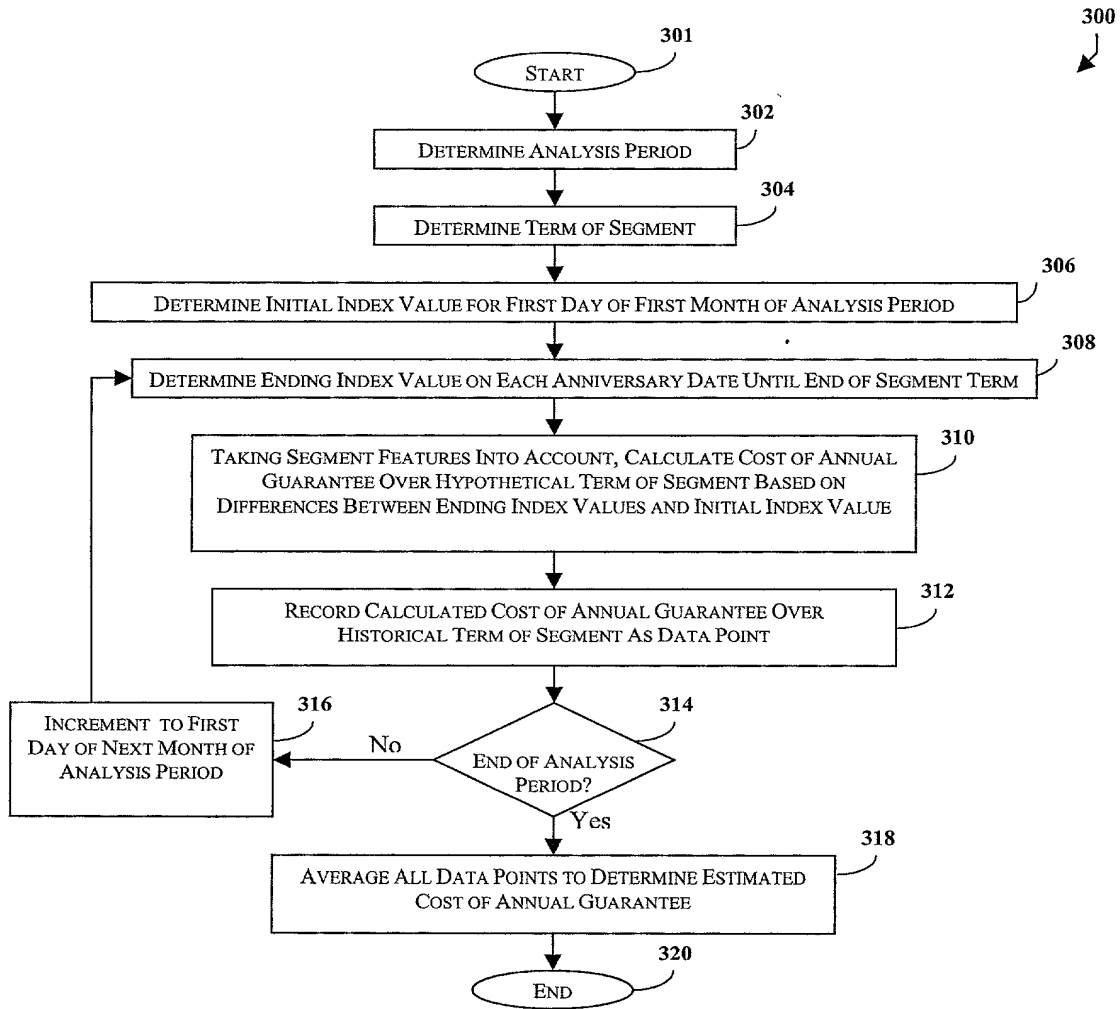 300
301
START
302
DETERMINE ANALYSIS PERIOD
304
DETERMINE TERM OF SEGMENT
306
DETERMINE INITIAL INDEX VALUE FOR FIRST DAY OF FIRST MONTH OF ANALYSIS PERIOD
308
DETERMINE ENDING INDEX VALUE ON EACH ANNIVERSARY DATE UNTIL END OF SEGMENT TERM
310
TAKING SEGMENT FEATURES INTO ACCOUNT, CALCULATE COST OF ANNUAL
GUARANTEE OVER HYPOTHETICAL TERM OF SEGMENT BASED ON
DIFFERENCES BETWEEN ENDING INDEX VALUES AND INITIAL INDEX VALUE
312
RECORD CALCULATED COST OF ANNUAL GUARANTEE OVER
HISTORICAL TERM OF SEGMENT AS DATA POINT
314
END OF ANALYSIS
PERIOD?
No
316
INCREMENT TO FIRST
DAY OF NEXT MONTH OF
ANALYSIS PERIOD
Yes
318
AVERAGE ALL DATA POINTS TO DETERMINE ESTIMATED
COST OF ANNUAL GUARANTEE
320
END